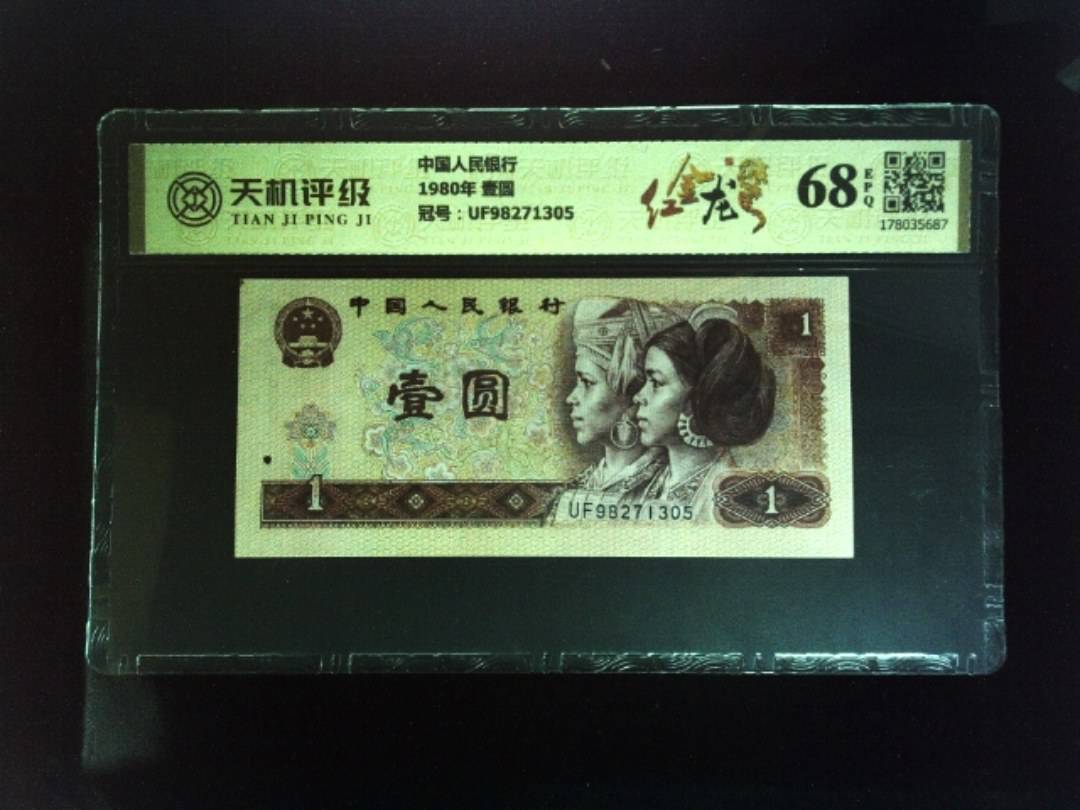 天机评级
TIAN JI PING JI
中国人民银行
1980年 壹圆
冠号：UF98271305
红金龙
68
EPQ
178035687
中国人民银行
1
壹圆
1
UF98271305
1